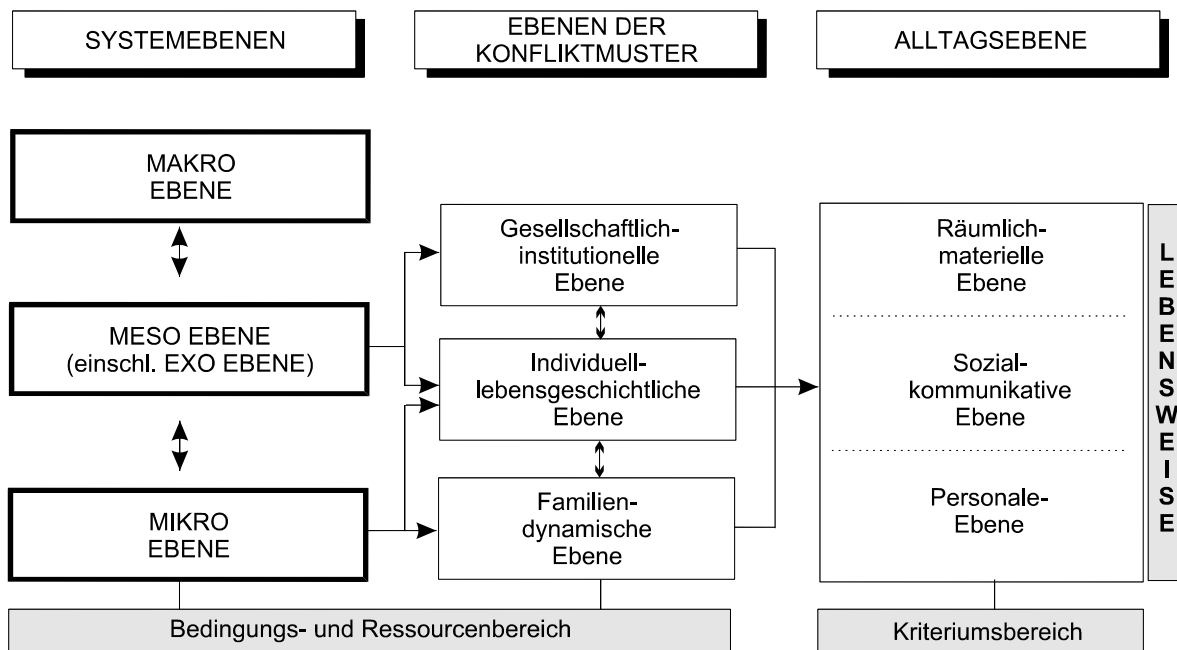 SYSTEMEBENEN
EBENEN DER
KONFLIKTMUSTER
ALLTAGSEBENE
MAKRO
EBENE
MESO EBENE
(einschl. EXO EBENE)
MIKRO
EBENE
Gesellschaftlich-
institutionelle
Ebene
Individuell-
lebensgeschichtliche
Ebene
Familien-
dynamische
Ebene
Räumlich-
materielle
Ebene
Sozial-
kommunikative
Ebene
Personale-
Ebene
LEBENSWEISE
Bedingungs- und Ressourcenbereich
Kriteriumsbereich